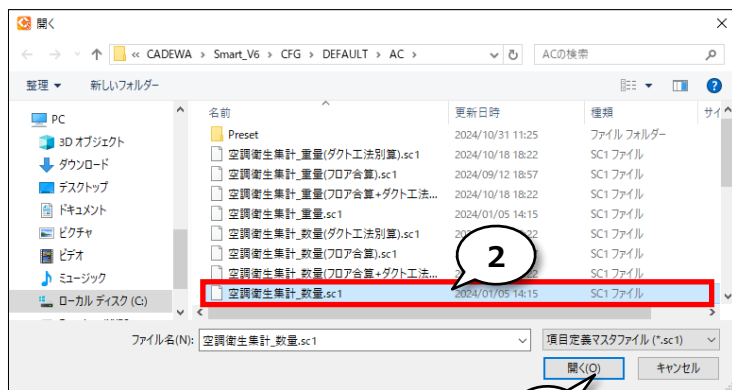 開く
« CADEWA › Smart_V6 › CFG › DEFAULT › AC › ACの検索
整理 新しいフォルダー
名前 更新日時 種類 サイ
PC
3D オブジェクト
ダウンロード
デスクトップ
ドキュメント
ピクチャ
ビデオ
ミュージック
ローカル ディスク (C:)
Preset 2024/10/31 11:25 ファイル フォルダー
空調衛生集計_重量(ダクト工法別算).sc1 2024/10/18 18:22 SC1 ファイル
空調衛生集計_重量(フロア合算).sc1 2024/09/12 18:57 SC1 ファイル
空調衛生集計_重量(フロア合算+ダクト工法... 2024/10/18 18:22 SC1 ファイル
空調衛生集計_重量.sc1 2024/01/05 14:15 SC1 ファイル
空調衛生集計_数量(ダクト工法別算).sc1 SC1 ファイル
空調衛生集計_数量(フロア合算).sc1 SC1 ファイル
空調衛生集計_数量(フロア合算+ダクト工法... SC1 ファイル
空調衛生集計_数量.sc1 2024/01/05 14:15 SC1 ファイル
2
ファイル名(N): 空調衛生集計_数量.sc1 項目定義マスタファイル (*.sc1)
開く(O) キャンセル